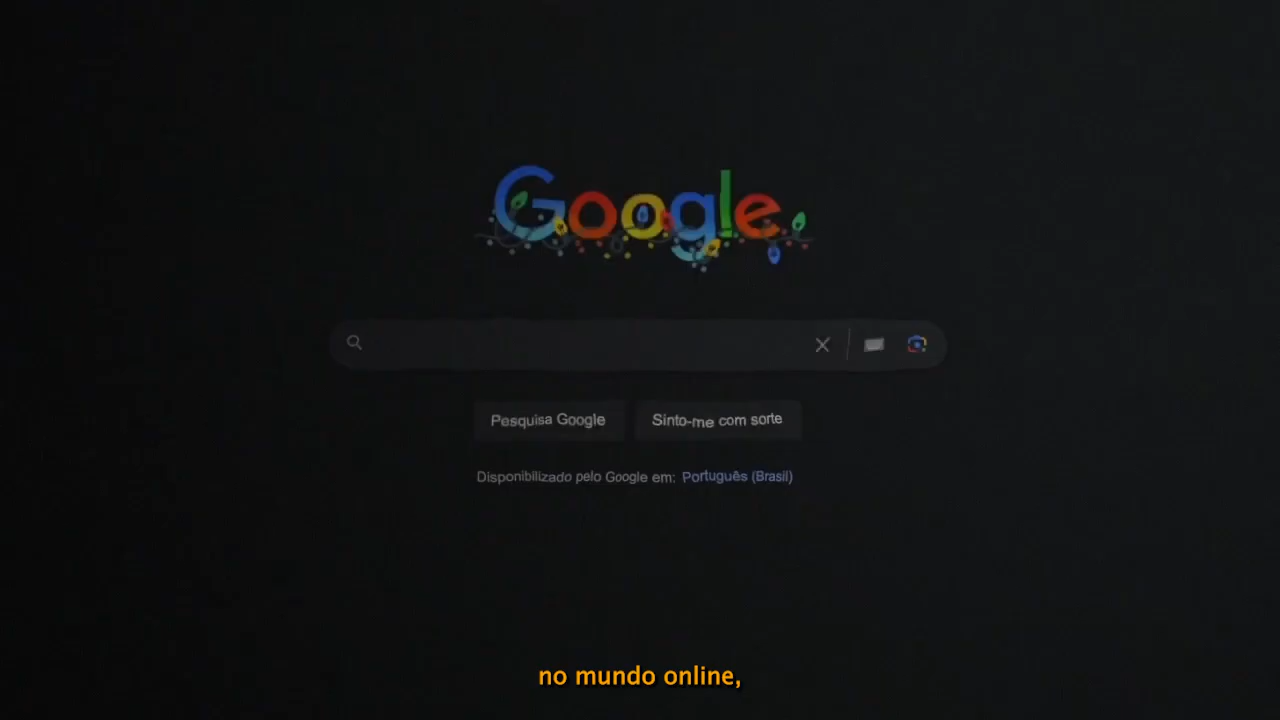 Google
Pesquisa Google
Sinto-me com sorte
Disponibilizado pelo Google em: Português (Brasil)
no mundo online,